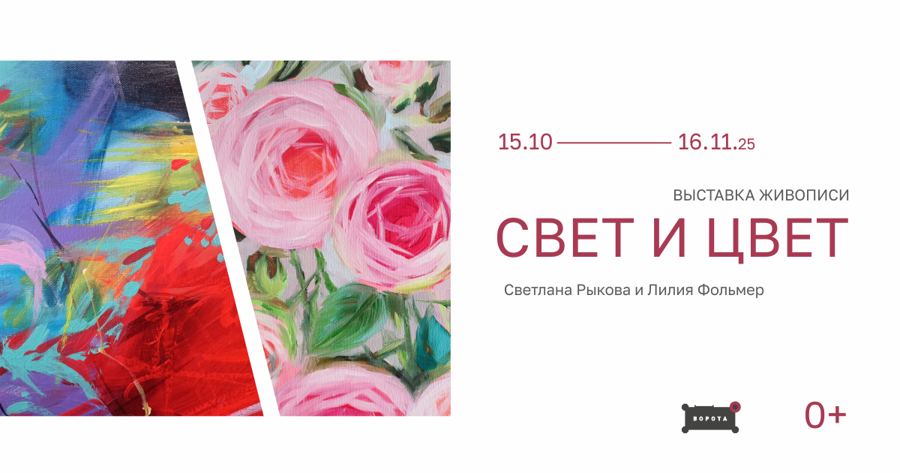 15.10 — 16.11.25
ВЫСТАВКА ЖИВОПИСИ
СВЕТ И ЦВЕТ
Светлана Рыкова и Лилия Фольмер
ВОРОТА
0+